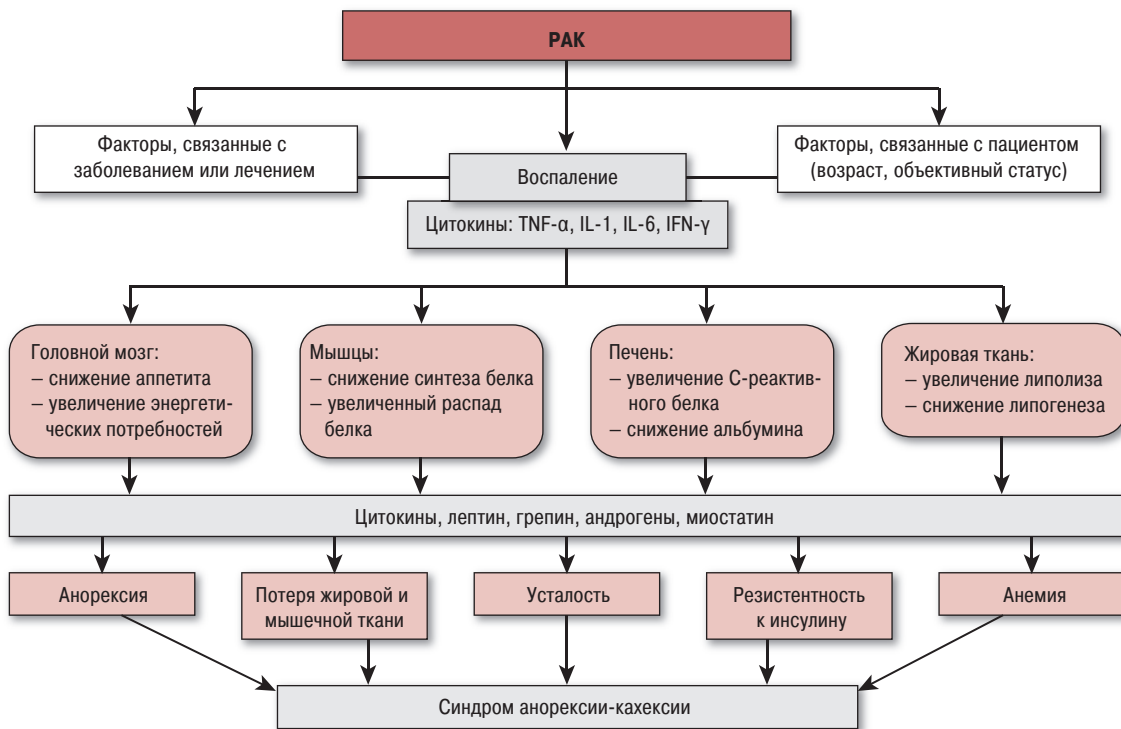 РАК
Факторы, связанные с
заболеванием или лечением
Факторы, связанные с пациентом
(возраст, объективный статус)
Воспаление
Цитокины: TNF-α, IL-1, IL-6, IFN-γ
Головной мозг:
– снижение аппетита
– увеличение энергети-
ческих потребностей
Мышцы:
– снижение синтеза белка
– увеличенный распад
белка
Печень:
– увеличение С-реактив-
ного белка
– снижение альбумина
Жировая ткань:
– увеличение липолиза
– снижение липогенеза
Цитокины, лептин, грепин, андрогены, миостатин
Анорексия
Потеря жировой и
мышечной ткани
Усталость
Резистентность
к инсулину
Анемия
Синдром анорексии-кахексии